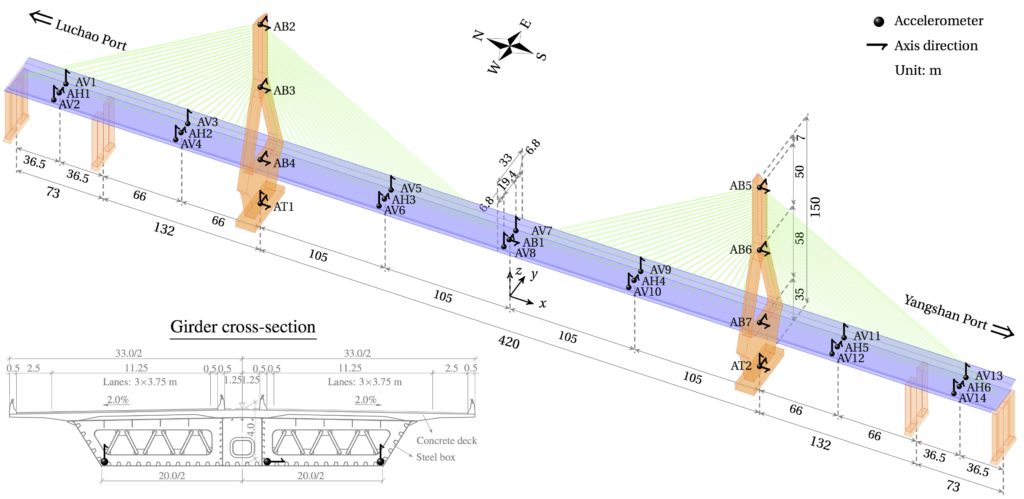 Luchao Port
N
E
W
S
Accelerometer
Axis direction
Unit: m
AB2
AB3
AB4
AT1
AV1
AH1
AV2
AV3
AH2
AV4
AV5
AH3
AV6
AV7
AB1
AV8
AV9
AH4
AV10
AB5
AB6
AB7
AT2
AV11
AH5
AV12
AV13
AH6
AV14
Yangshan Port
36.5
36.5
73
66
66
132
105
105
420
105
105
66
66
132
36.5
36.5
73
33
6.8
19.4
6.8
7
50
150
58
35
z
y
x
Girder cross-section
33.0/2
33.0/2
0.5
2.5
11.25
0.5
0.5
0.5
0.5
11.25
2.5
0.5
1.25
1.25
Lanes: 3×3.75 m
Lanes: 3×3.75 m
2.0%
2.0%
4.0
Concrete deck
Steel box
20.0/2
20.0/2